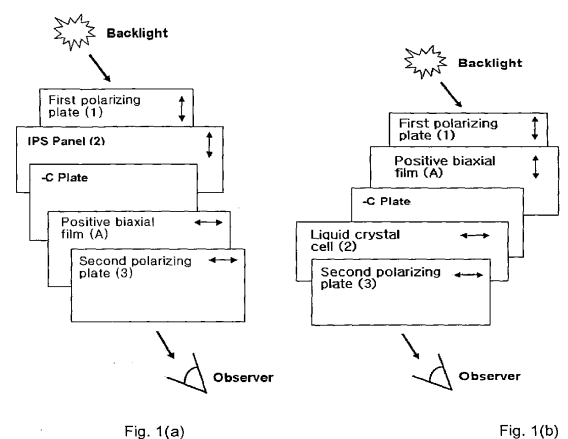 Backlight
First polarizing
plate (1)
IPS Panel (2)
-C Plate
Positive biaxial
film (A)
Second polarizing
plate (3)
Observer
Fig. 1(a)
Backlight
First polarizing
plate (1)
Positive biaxial
film (A)
-C Plate
Liquid crystal
cell (2)
Second polarizing
plate (3)
Observer
Fig. 1(b)